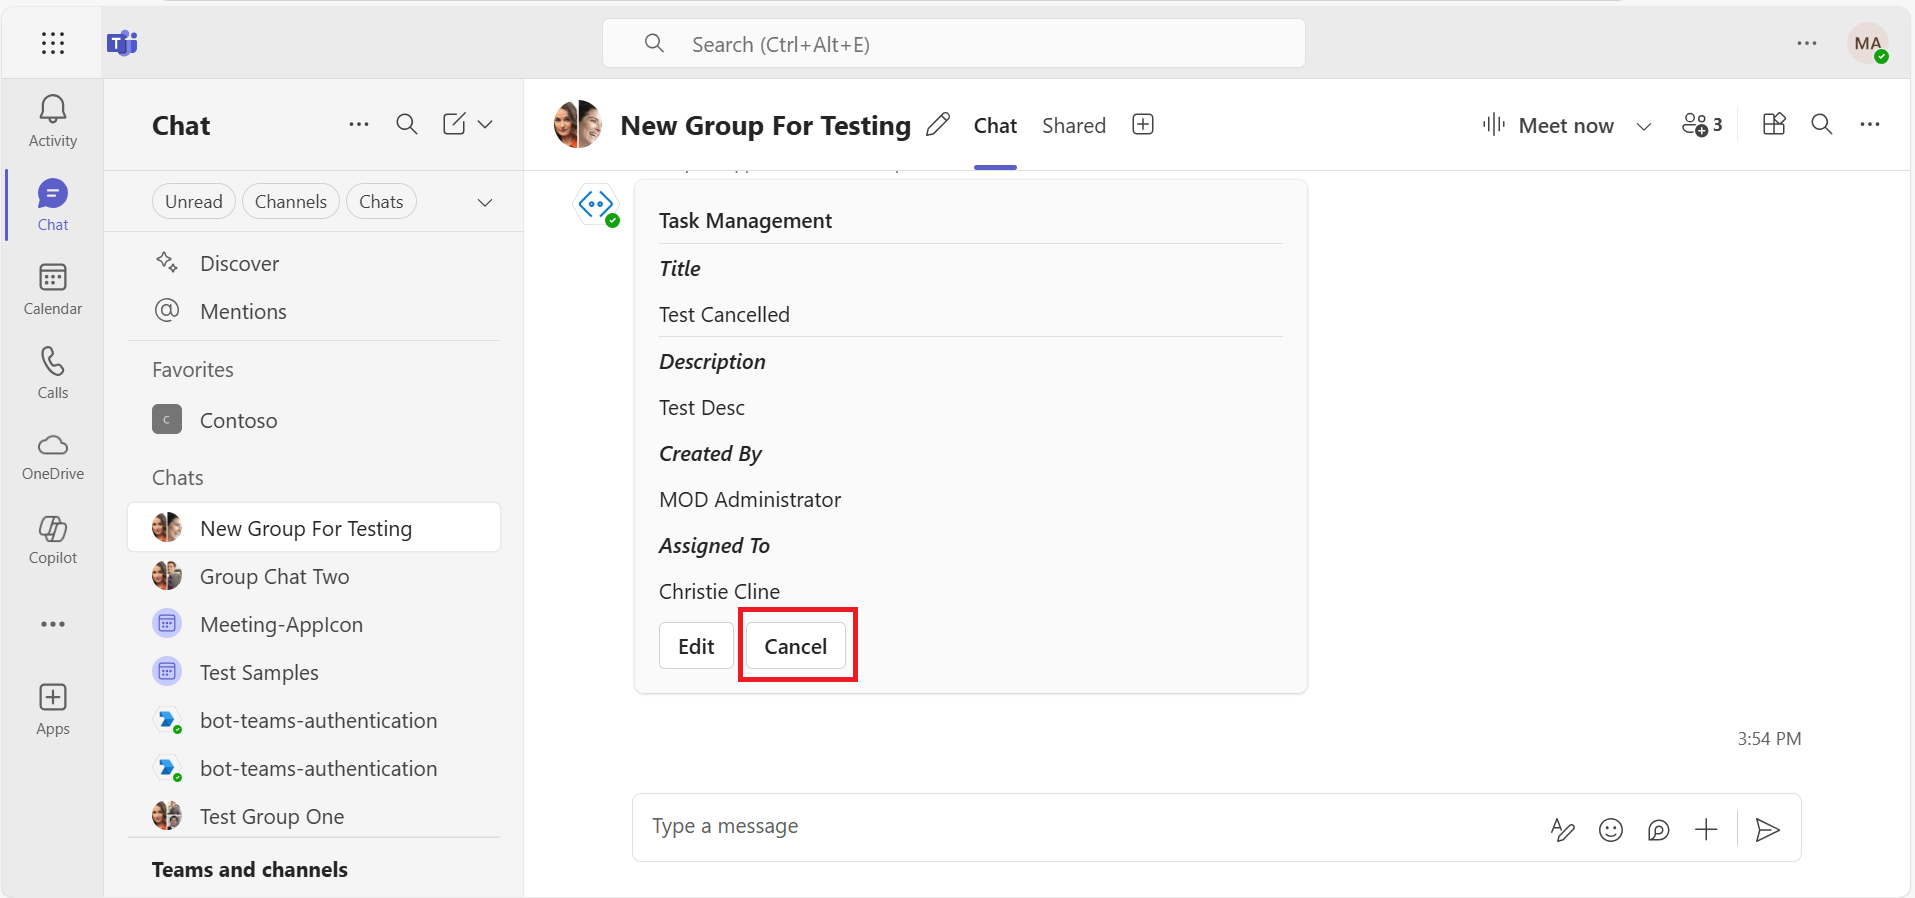 Search (Ctrl+Alt+E)
MA
Activity
Chat
Calendar
Calls
OneDrive
Copilot
Apps
Chat
Unread
Channels
Chats
Discover
Mentions
Favorites
C
Contoso
Chats
New Group For Testing
Group Chat Two
Meeting-AppIcon
Test Samples
bot-teams-authentication
bot-teams-authentication
Test Group One
Teams and channels
New Group For Testing
Chat
Shared
Meet now
3
Task Management
Title
Test Cancelled
Description
Test Desc
Created By
MOD Administrator
Assigned To
Christie Cline
Edit
Cancel
3:54 PM
Type a message